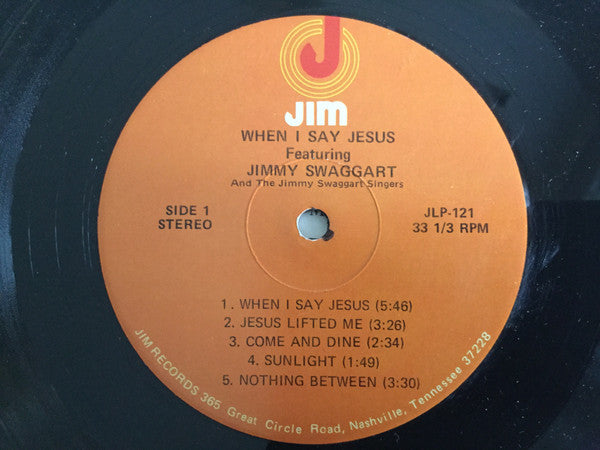 J
JIM
WHEN I SAY JESUS
Featuring
JIMMY SWAGGART
And The Jimmy Swaggart Singers
SIDE 1
STEREO
JLP-121
33 1/3 RPM
1. WHEN I SAY JESUS (5:46)
2. JESUS LIFTED ME (3:26)
3. COME AND DINE (2:34)
4. SUNLIGHT (1:49)
5. NOTHING BETWEEN (3:30)
JIM RECORDS 365 Great Circle Road, Nashville, Tennessee 37228